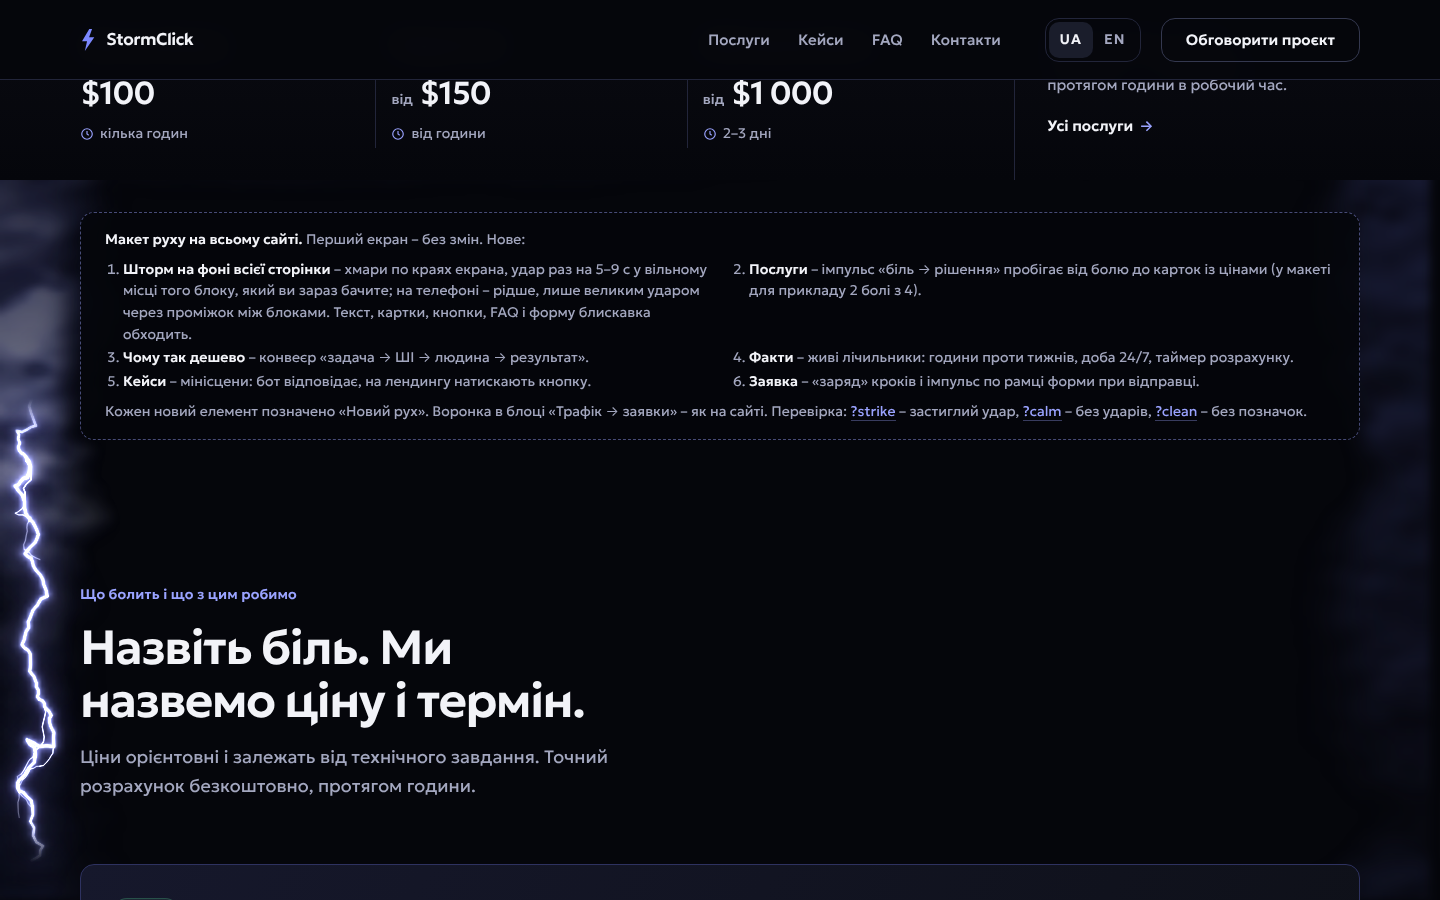 StormClick
Послуги Кейси FAQ Контакти UA EN Обговорити проєкт
$100
кілька годин
від $150
від години
від $1 000
2–3 дні
протягом години в робочий час.
Усі послуги →
Макет руху на всьому сайті. Перший екран – без змін. Нове:
1. Шторм на фоні всієї сторінки – хмари по краях екрана, удар раз на 5–9 с у вільному
місці того блоку, який ви зараз бачите; на телефоні – рідше, лише великим ударом
через проміжок між блоками. Текст, картки, кнопки, FAQ і форму блискавка
обходить.
2. Послуги – імпульс «біль → рішення» пробігає від болю до карток із цінами (у макеті
для прикладу 2 болі з 4).
3. Чому так дешево – конвеєр «задача → ШІ → людина → результат».
4. Факти – живі лічильники: години проти тижнів, доба 24/7, таймер розрахунку.
5. Кейси – мінісцени: бот відповідає, на лендингу натискають кнопку.
6. Заявка – «заряд» кроків і імпульс по рамці форми при відправці.
Кожен новий елемент позначено «Новий рух». Воронка в блоці «Трафік → заявки» – як на сайті. Перевірка: ?strike – застиглий удар, ?calm – без ударів, ?clean – без позначок.
Що болить і що з цим робимо
Назвіть біль. Ми
назвемо ціну і термін.
Ціни орієнтовні і залежать від технічного завдання. Точний
розрахунок безкоштовно, протягом години.